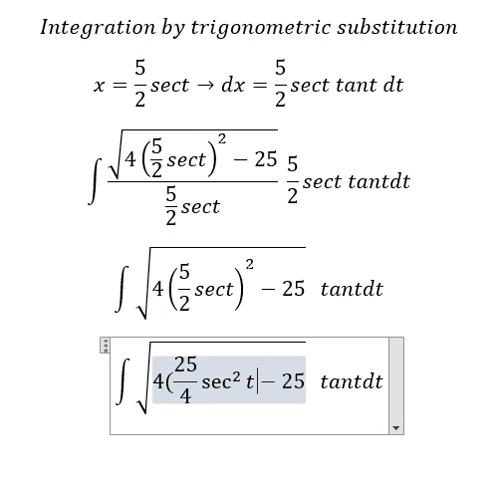 Integration by trigonometric substitution
x = 5/2 sect → dx = 5/2 sect tant dt
∫ √(4(5/2 sect)² − 25) / (5/2 sect) 5/2 sect tantdt
∫ √(4(5/2 sect)² − 25) tantdt
∫ √(4(25/4 sec² t − 25) tantdt